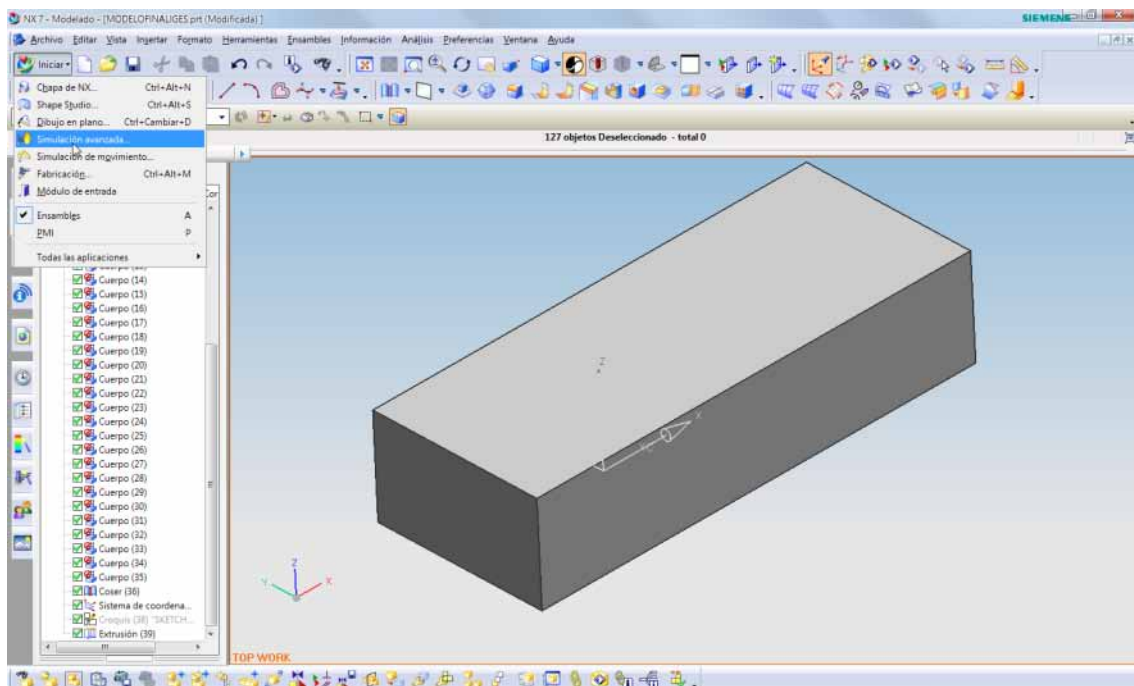 NX 7 - Modelado - [MODELOFINALIGES.prt (Modificada) ]
SIEMENS
Archivo Editar Vista Insertar Formato Herramientas Ensambles Información Análisis Preferencias Ventana Ayuda
Iniciar
Chapa de NX... Ctrl+Alt+N
Shape Studio... Ctrl+Alt+S
Dibujo en plano... Ctrl+Cambiar+D
Simulación avanzada...
Simulación de movimiento...
Fabricación... Ctrl+Alt+M
Módulo de entrada
Ensambles A
PMI P
Todas las aplicaciones
127 objetos Deseleccionado - total 0
Cor
Cuerpo (14)
Cuerpo (15)
Cuerpo (16)
Cuerpo (17)
Cuerpo (18)
Cuerpo (19)
Cuerpo (20)
Cuerpo (21)
Cuerpo (22)
Cuerpo (23)
Cuerpo (24)
Cuerpo (25)
Cuerpo (26)
Cuerpo (27)
Cuerpo (28)
Cuerpo (29)
Cuerpo (30)
Cuerpo (31)
Cuerpo (32)
Cuerpo (33)
Cuerpo (34)
Cuerpo (35)
Coser (36)
Sistema de coordena...
Croquis (38) "SKETCH...
Extrusión (39)
Z
X
YC
Z
Y
X
TOP WORK